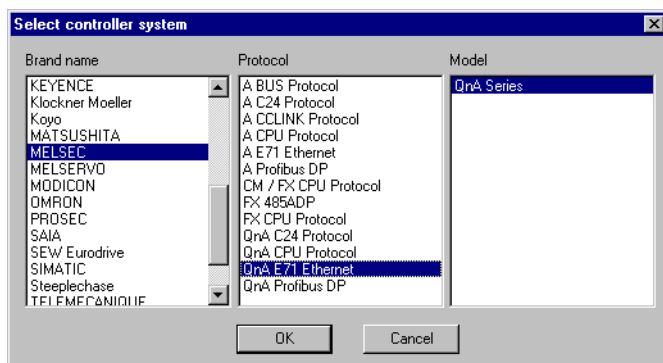 Select controller system
Brand name
KEYENCE
Klockner Moeller
Koyo
MATSUSHITA
MELSEC
MELSERVO
MODICON
OMRON
PROSEC
SAIA
SEW Eurodrive
SIMATIC
Steeplechase
TELEMECANIQUE
Protocol
A BUS Protocol
A C24 Protocol
A CCLINK Protocol
A CPU Protocol
A E71 Ethernet
A Profibus DP
CM / FX CPU Protocol
FX 485ADP
FX CPU Protocol
QnA C24 Protocol
QnA CPU Protocol
QnA E71 Ethernet
QnA Profibus DP
Model
QnA Series
OK
Cancel